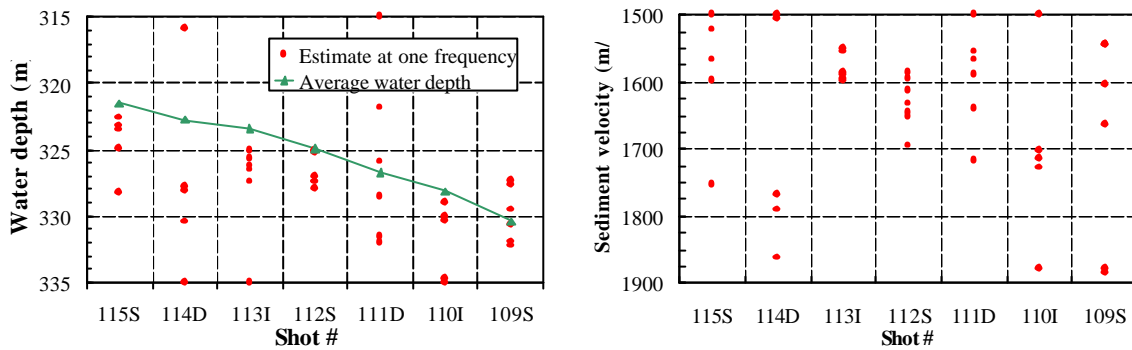 315
320
325
330
335
Water depth (m
Estimate at one frequency
Average water depth
115S 114D 113I 112S 111D 110I 109S
Shot #
1500
1600
1700
1800
1900
Sediment velocity (m/
115S 114D 113I 112S 111D 110I 109S
Shot #